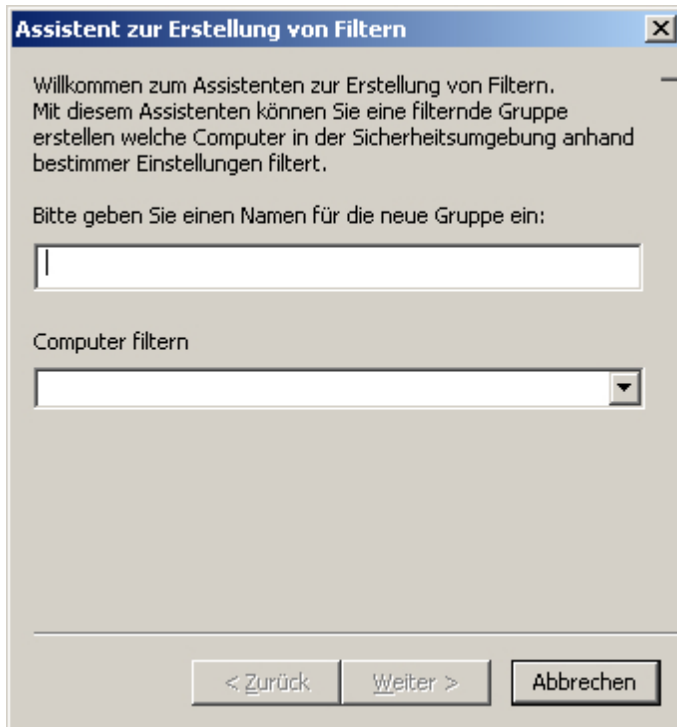 Assistent zur Erstellung von Filtern
Willkommen zum Assistenten zur Erstellung von Filtern.
Mit diesem Assistenten können Sie eine filternde Gruppe
erstellen welche Computer in der Sicherheitsumgebung anhand
bestimmer Einstellungen filtert.
Bitte geben Sie einen Namen für die neue Gruppe ein:
Computer filtern
< Zurück
Weiter >
Abbrechen